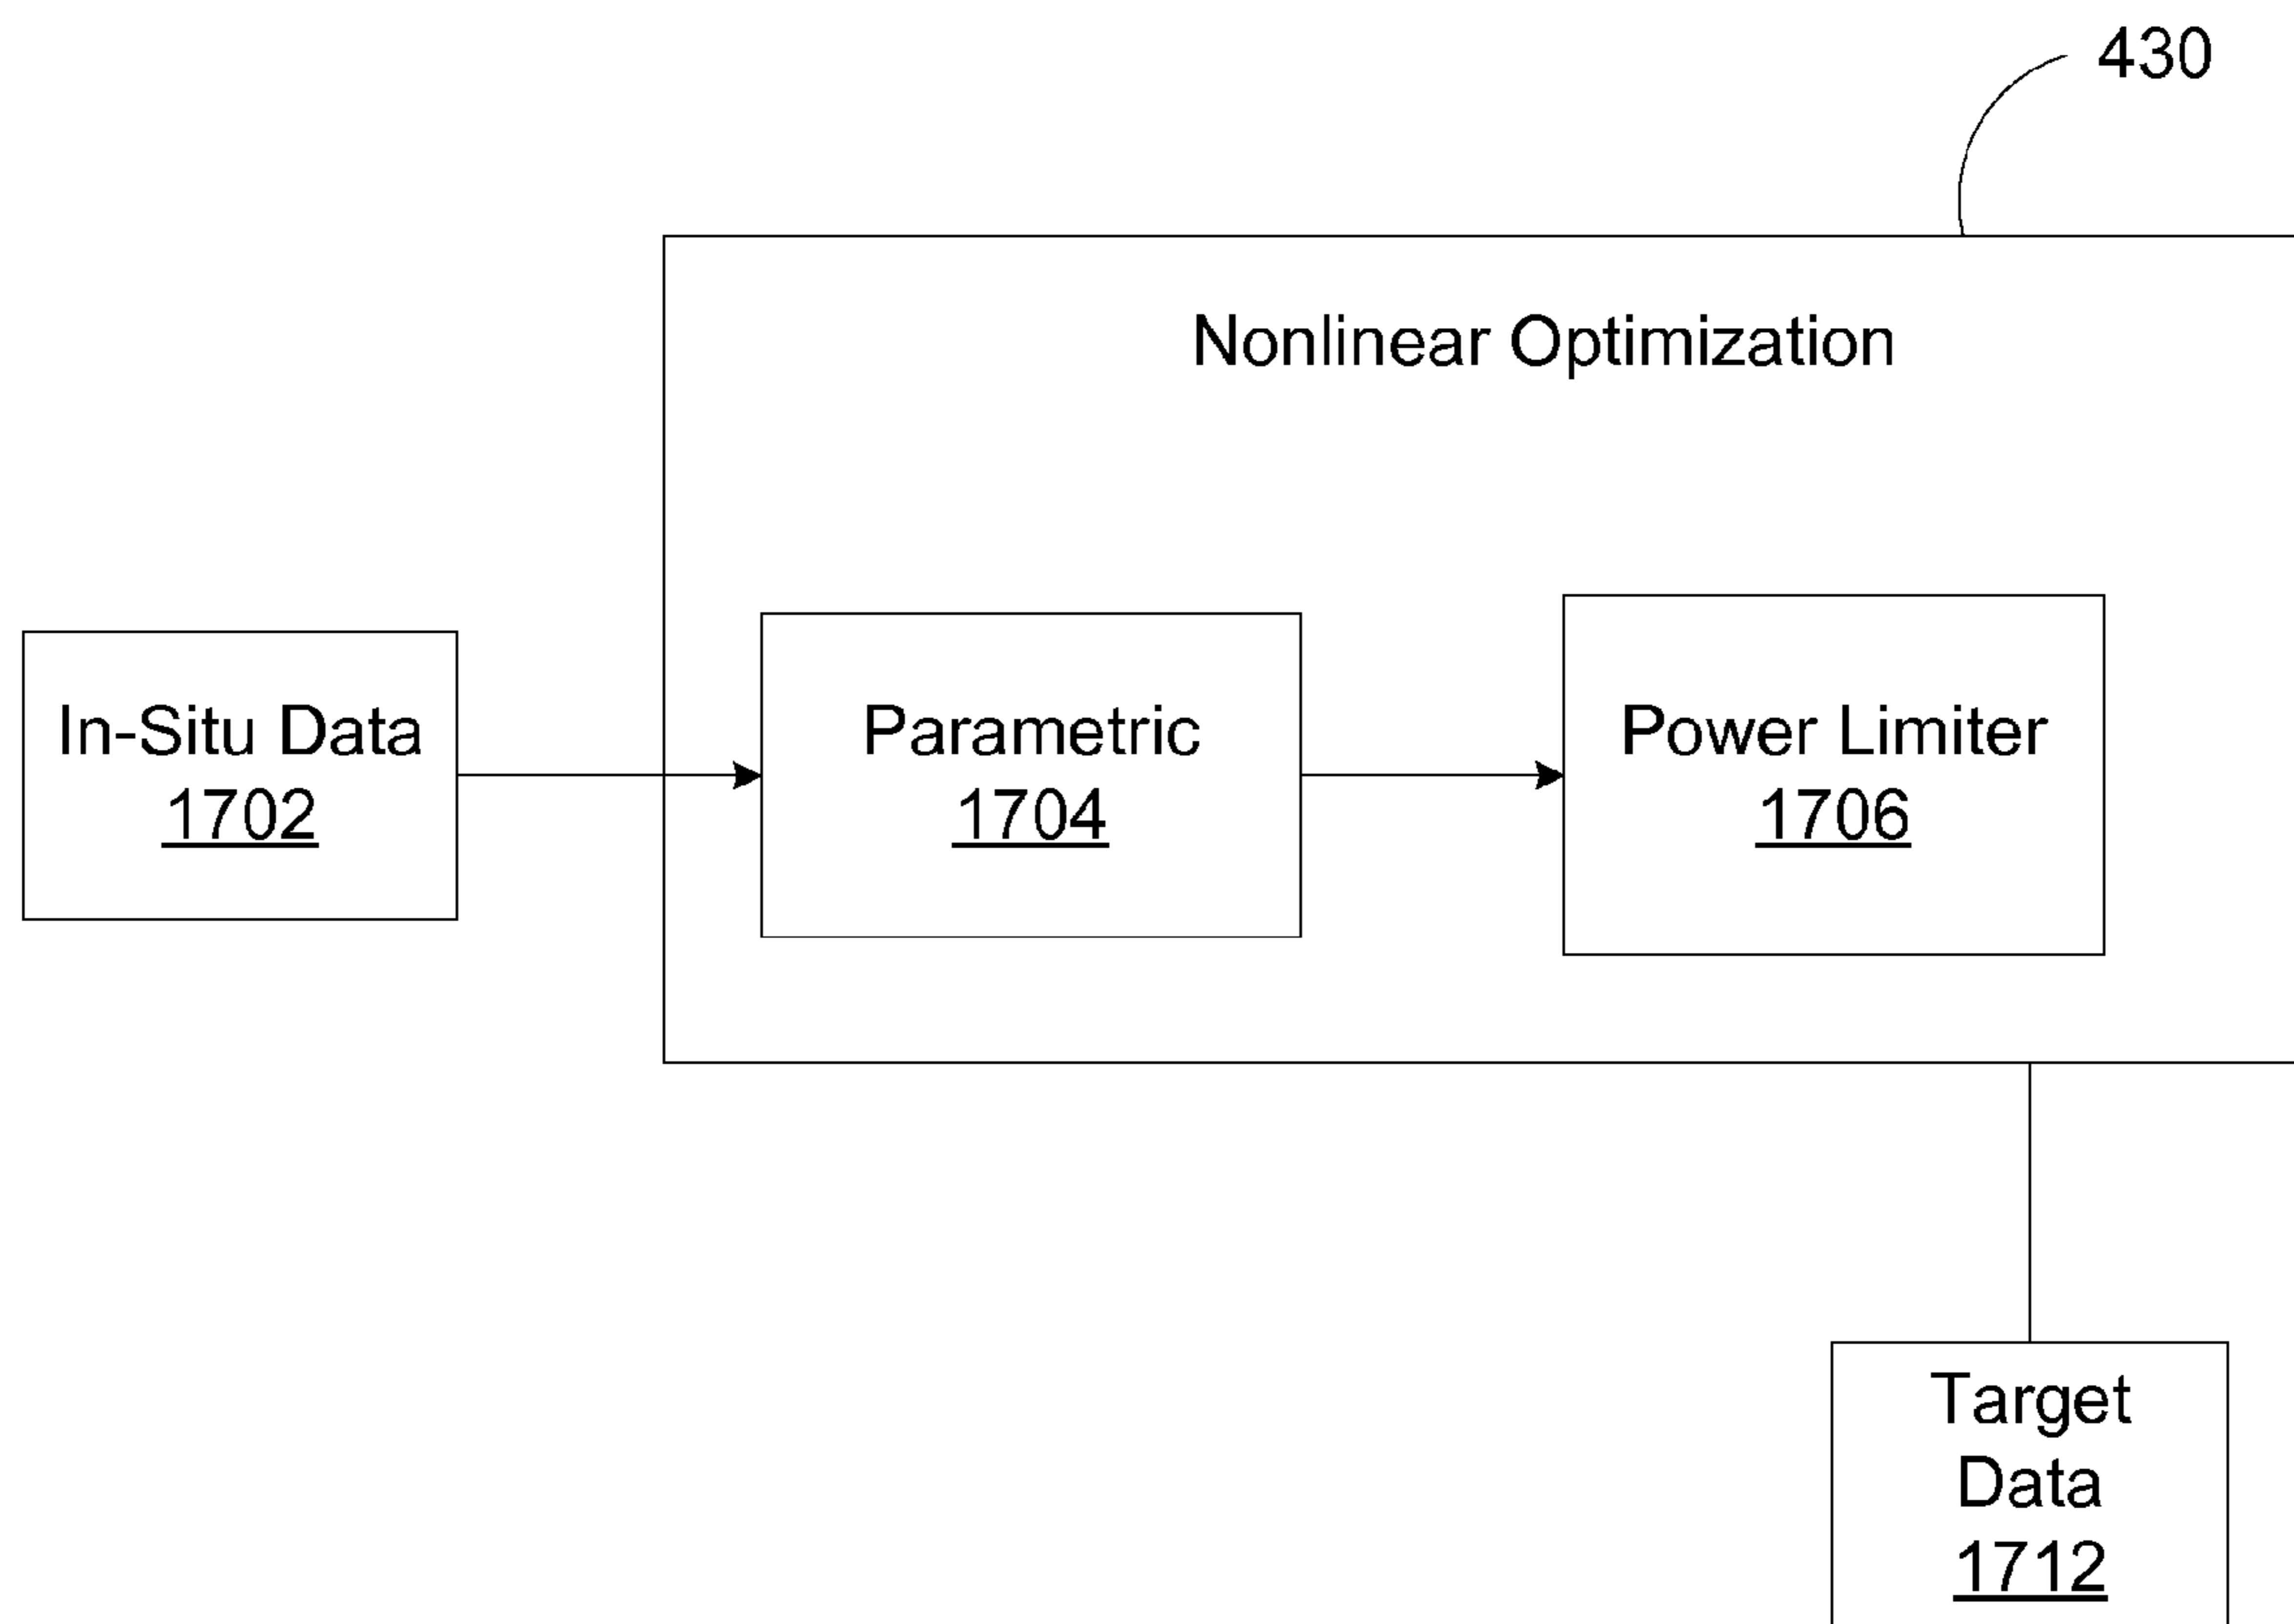 430
Nonlinear Optimization
In-Situ Data
1702
Parametric
1704
Power Limiter
1706
Target
Data
1712